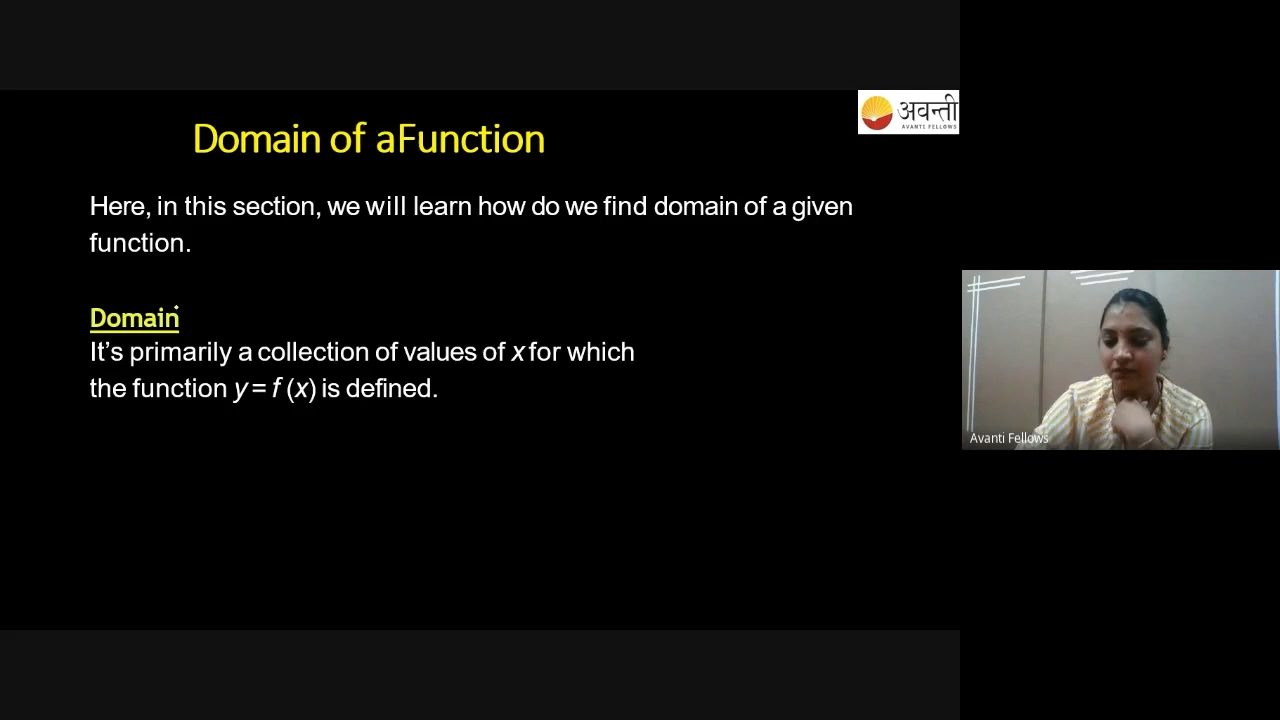 Domain of aFunction
अवन्ती
AVANTI FELLOWS
Here, in this section, we will learn how do we find domain of a given
function.
Domain
It's primarily a collection of values of x for which
the function y = f (x) is defined.
Avanti Fellows